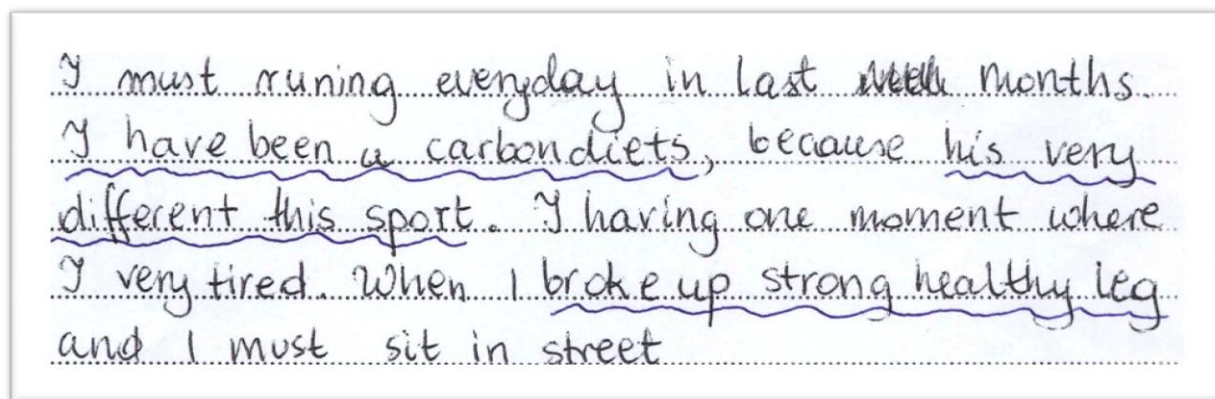 I must runing everyday in last months.
I have been a carbondiets, because his very
different this sport. I having one moment where
I very tired. When I broke up strong healthy leg
and I must sit in street